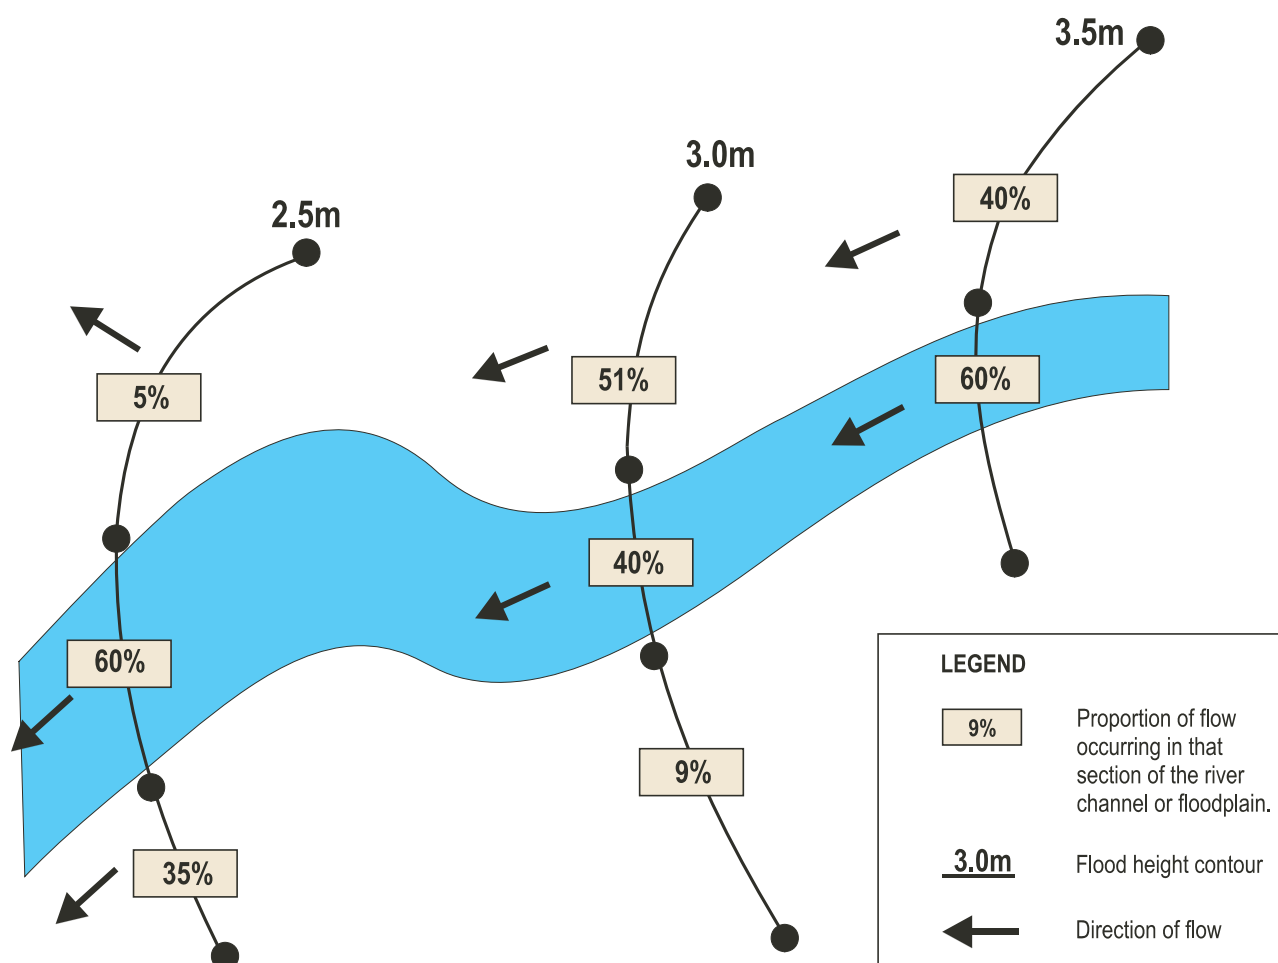 3.5m
3.0m
2.5m
40%
60%
51%
40%
9%
5%
60%
35%
LEGEND
9%
Proportion of flow
occurring in that
section of the river
channel or floodplain.
3.0m
Flood height contour
Direction of flow